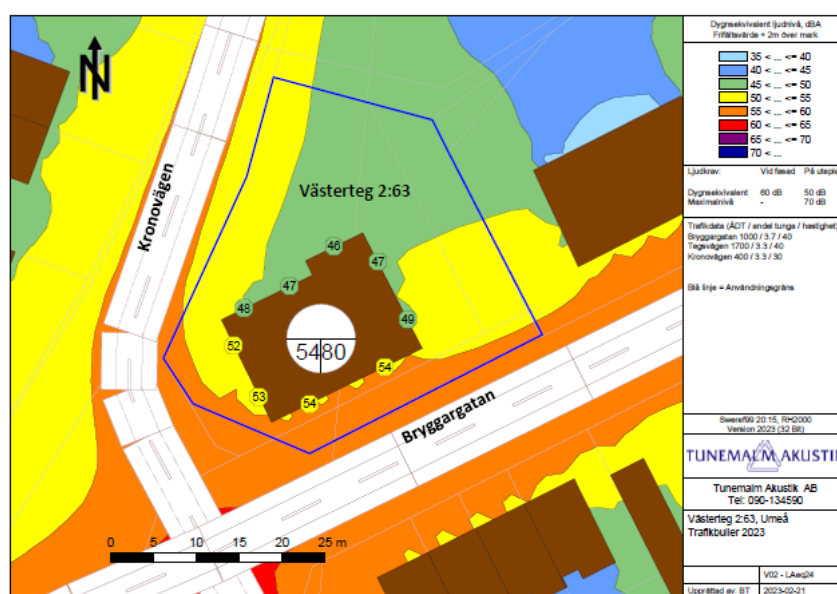 N
Kronovägen
Västerteg 2:63
46
47
47
48
49
52
5480
54
53
54
Bryggargatan
0 5 10 15 20 25 m
Dygnsekvivalent ljudnivå, dBA
Frifältsvärde + 2m över mark
35 < ... <= 40
40 < ... <= 45
45 < ... <= 50
50 < ... <= 55
55 < ... <= 60
60 < ... <= 65
65 < ... <= 70
70 < ...
Ljudkrav: Vid fasad På uteplats
Dygnsekvivalent 60 dB 50 dB
Maximalnivå - 70 dB
Trafikdata (ÅDT / andel tunga / hastighet)
Bryggargatan 1000 / 3.7 / 40
Tegsvägen 1700 / 3.3 / 40
Kronovägen 400 / 3.3 / 30
Blå linje = Användningsgräns
Sweref99 20:15, RH2000
Version 2023 (32 Bit)
TUNEMALM AKUSTIK
Tunemalm Akustik AB
Tel: 090-134590
Västerteg 2:63, Umeå
Trafikbuller 2023
V02 - LAeq24
Upprättad av: BT 2023-02-21